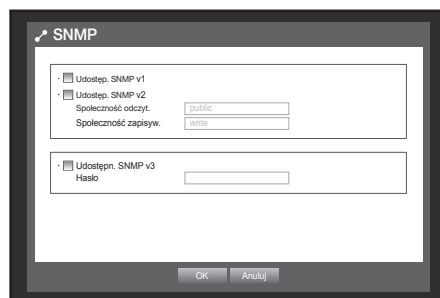 SNMP
· Udostęp. SNMP v1
· Udostęp. SNMP v2
Społeczność odczyt. public
Społeczność zapisyw. write
· Udostępn. SNMP v3
Hasło
OK Anuluj